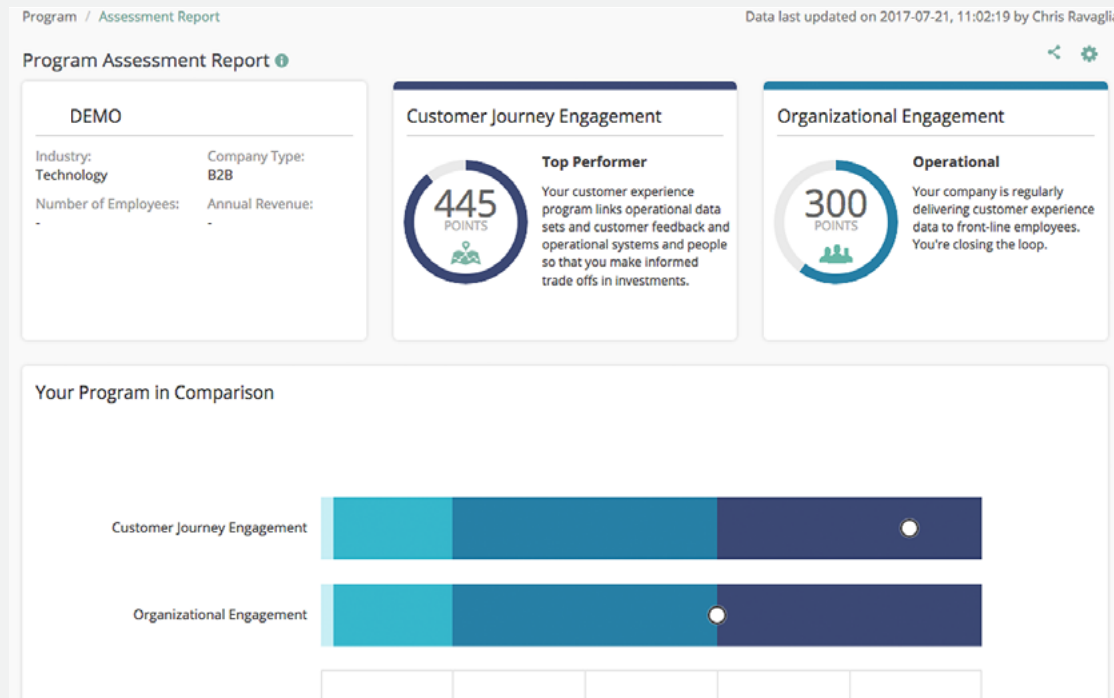 Program / Assessment Report
Data last updated on 2017-07-21, 11:02:19 by Chris Ravaglia
Program Assessment Report
DEMO
Industry:
Technology
Company Type:
B2B
Number of Employees:
-
Annual Revenue:
-
Customer Journey Engagement
445
POINTS
Top Performer
Your customer experience
program links operational data
sets and customer feedback and
operational systems and people
so that you make informed
trade offs in investments.
Organizational Engagement
300
POINTS
Operational
Your company is regularly
delivering customer experience
data to front-line employees.
You're closing the loop.
Your Program in Comparison
Customer Journey Engagement
Organizational Engagement